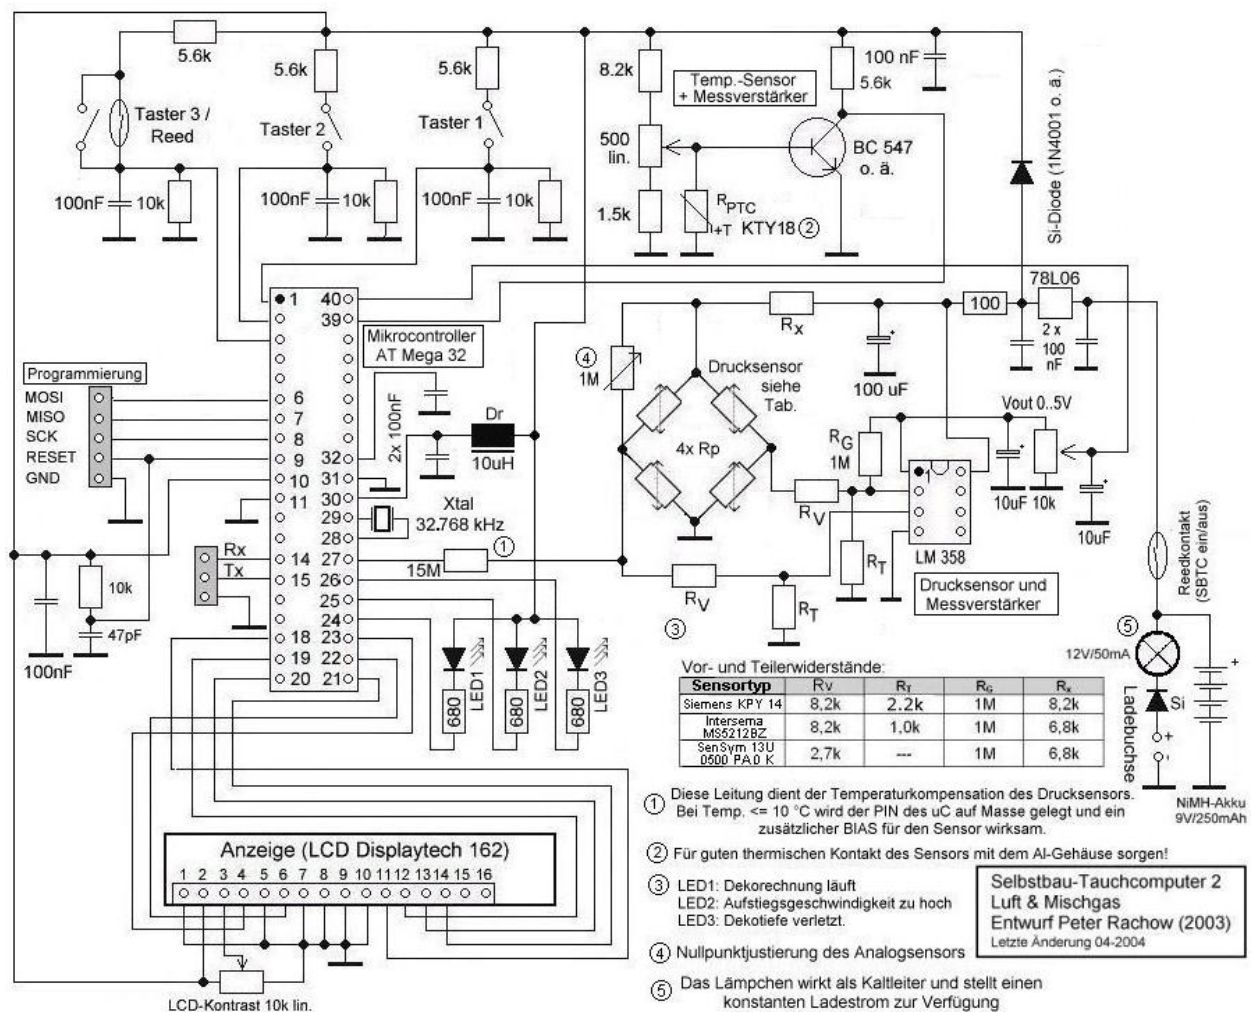 5.6k
5.6k
5.6k
8.2k
100 nF
5.6k
Temp.-Sensor
+ Messverstärker
Taster 3 /
Reed
Taster 2
Taster 1
500
lin.
BC 547
o. ä.
Si-Diode (1N4001 o. ä.)
100nF
10k
100nF
10k
100nF
10k
1.5k
RPTC
+T KTY18 2
1
40
39
Mikrocontroller
AT Mega 32
78L06
100
2 x
100
nF
Rx
100 uF
4
1M
Drucksensor
siehe
Tab.
4x Rp
Programmierung
MOSI
MISO
SCK
RESET
GND
6
7
8
9
10
11
32
31
30
29
28
2x 100nF
Dr
10uH
Xtal
32.768 kHz
Vout 0..5V
RG
1M
1
10uF
10k
10uF
LM 358
RV
RT
RV
RT
Drucksensor und
Messverstärker
Reedkontakt
(SBTC ein/aus)
Rx
Tx
14
15
27
26
25
24
15M
1
10k
47pF
100nF
18
19
20
23
22
21
680
LED1
680
LED2
680
LED3
3
5
12V/50mA
+
Si
Ladebuchse
+
-
NiMH-Akku
9V/250mAh
Vor- und Teilerwiderstände:
Sensortyp Rv RT RG Rx
Siemens KPY 14 8,2k 2.2k 1M 8,2k
Intersema
MS5212BZ 8,2k 1,0k 1M 6,8k
SenSym 13U
0500 PA0 K 2,7k --- 1M 6,8k
1 Diese Leitung dient der Temperaturkompensation des Drucksensors.
Bei Temp. <= 10 °C wird der PIN des uC auf Masse gelegt und ein
zusätzlicher BIAS für den Sensor wirksam.
2 Für guten thermischen Kontakt des Sensors mit dem Al-Gehäuse sorgen!
3 LED1: Dekorechnung läuft
LED2: Aufstiegsgeschwindigkeit zu hoch
LED3: Dekotiefe verletzt.
4 Nullpunktjustierung des Analogsensors
5 Das Lämpchen wirkt als Kaltleiter und stellt einen
konstanten Ladestrom zur Verfügung
Selbstbau-Tauchcomputer 2
Luft & Mischgas
Entwurf Peter Rachow (2003)
Letzte Änderung 04-2004
Anzeige (LCD Displaytech 162)
1 2 3 4 5 6 7 8 9 10 11 12 13 14 15 16
LCD-Kontrast 10k lin.